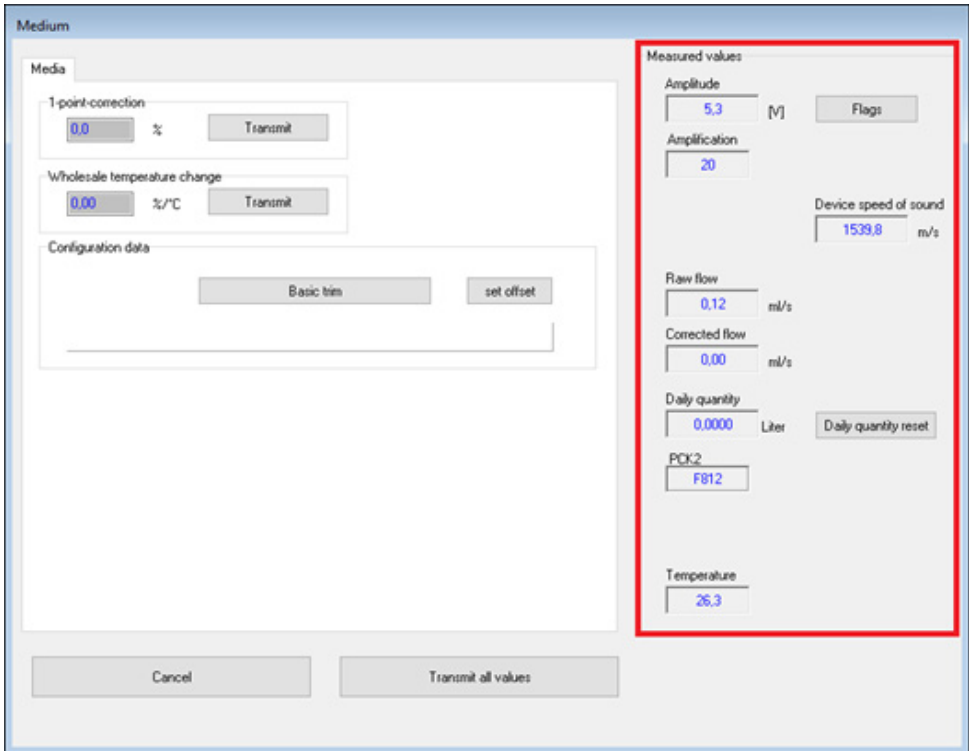 Medium
Media
1-point-correction
0,0 % Transmit
Wholesale temperature change
0,00 %/°C Transmit
Configuration data
Basic trim set offset
Cancel Transmit all values
Measured values
Amplitude
5,3 [V] Flags
Amplification
20
Device speed of sound
1539,8 m/s
Raw flow
0,12 ml/s
Corrected flow
0,00 ml/s
Daily quantity
0,0000 Liter Daily quantity reset
PCK2
F812
Temperature
26,3